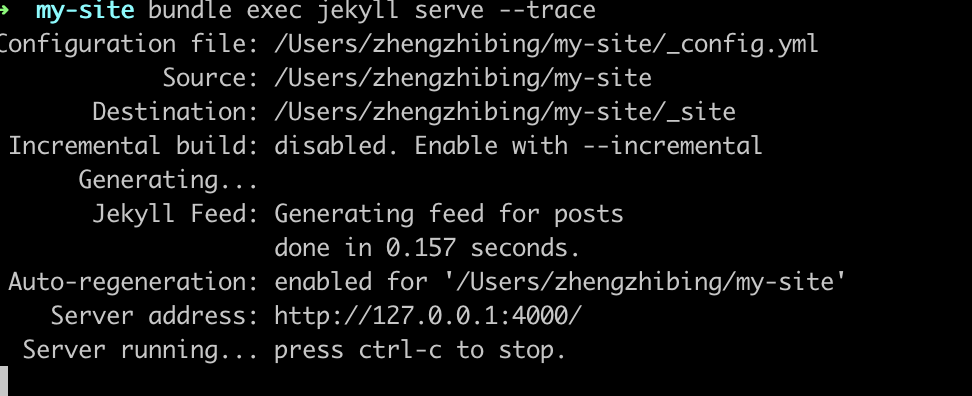 ➜ my-site bundle exec jekyll serve --trace
Configuration file: /Users/zhengzhibing/my-site/_config.yml
Source: /Users/zhengzhibing/my-site
Destination: /Users/zhengzhibing/my-site/_site
Incremental build: disabled. Enable with --incremental
Generating...
Jekyll Feed: Generating feed for posts
done in 0.157 seconds.
Auto-regeneration: enabled for '/Users/zhengzhibing/my-site'
Server address: http://127.0.0.1:4000/
Server running... press ctrl-c to stop.